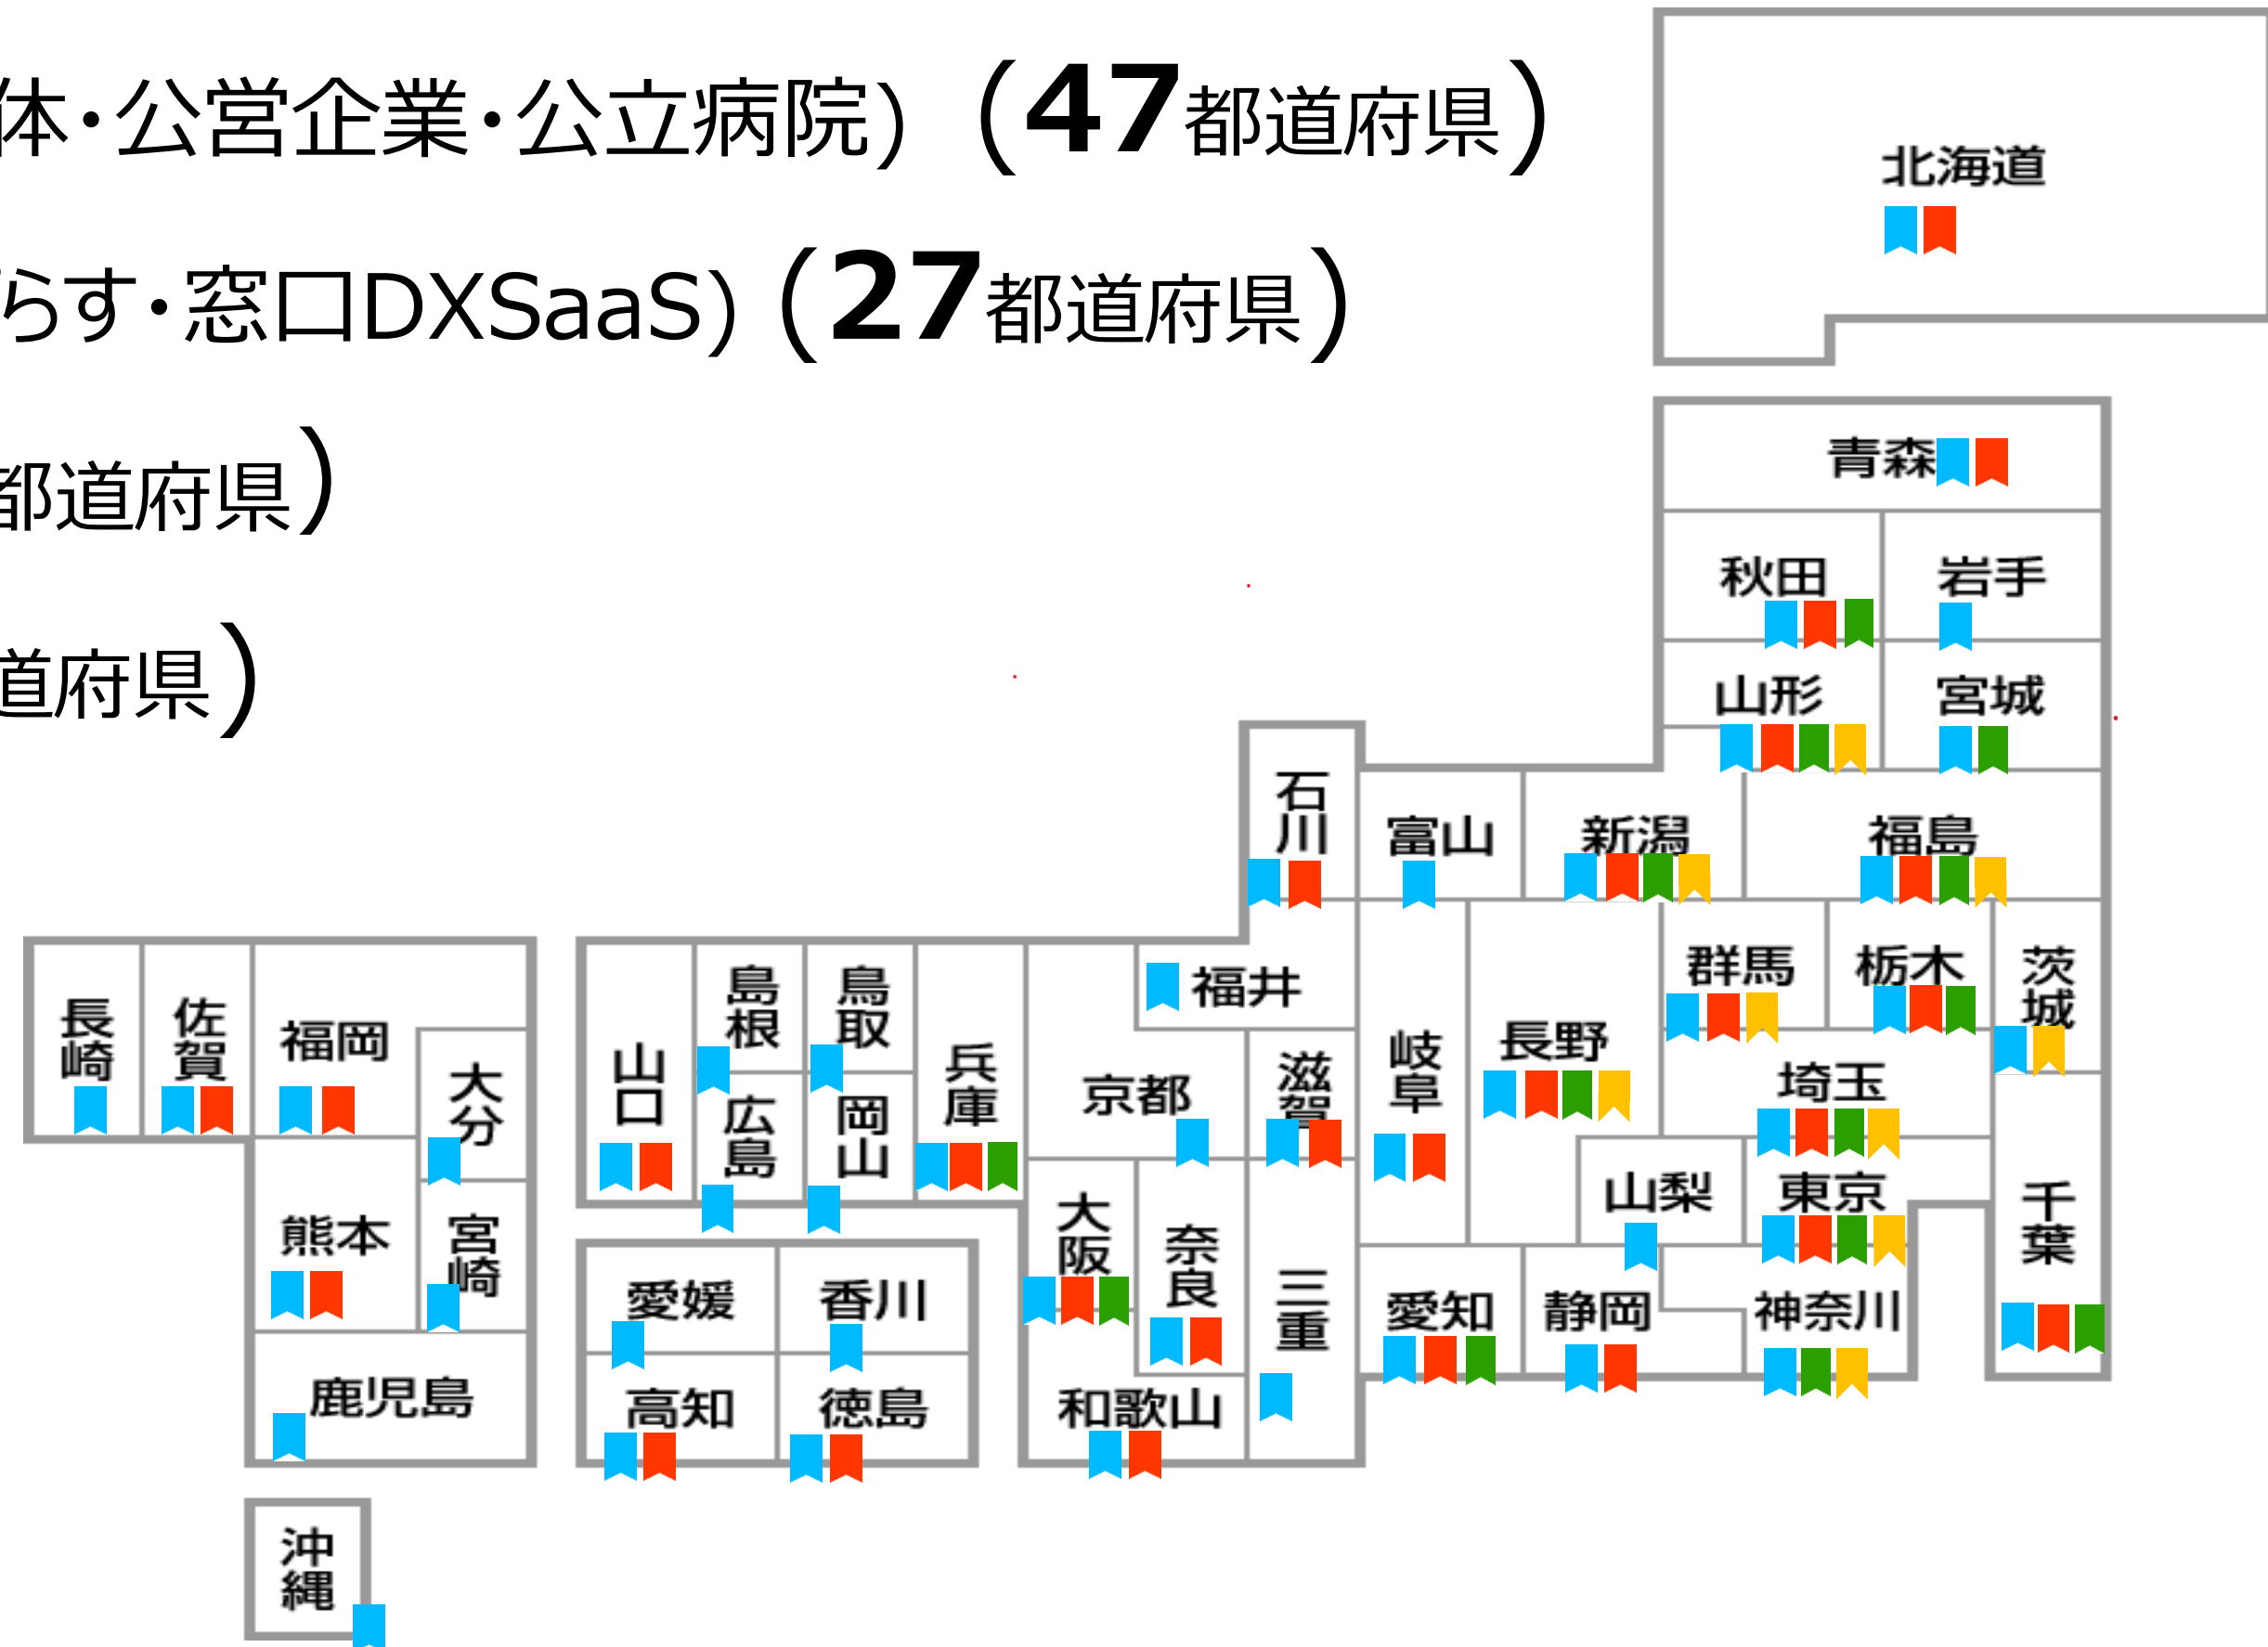 体・公営企業・公立病院）（47都道府県）
らす・窓口DXSaaS）（27都道府県）
都道府県）
道府県）
北海道
青森
秋田
岩手
山形
宮城
石川
富山
新潟
福島
福井
岐阜
長野
群馬
栃木
茨城
長崎
佐賀
福岡
大分
山口
島根
鳥取
兵庫
京都
滋賀
埼玉
広島
岡山
山梨
東京
千葉
熊本
宮崎
大阪
奈良
三重
愛知
静岡
神奈川
愛媛
香川
鹿児島
高知
徳島
和歌山
沖縄